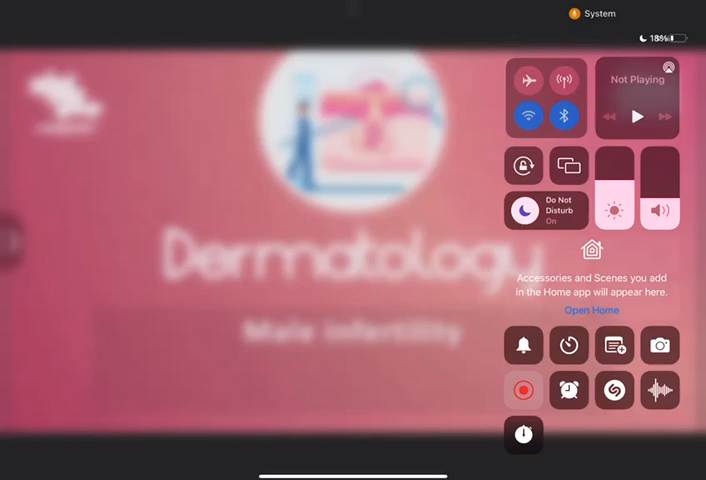 System
18%
Not Playing
Do Not
Disturb
On
Accessories and Scenes you add
in the Home app will appear here.
Open Home
Dermatology
Male infertility